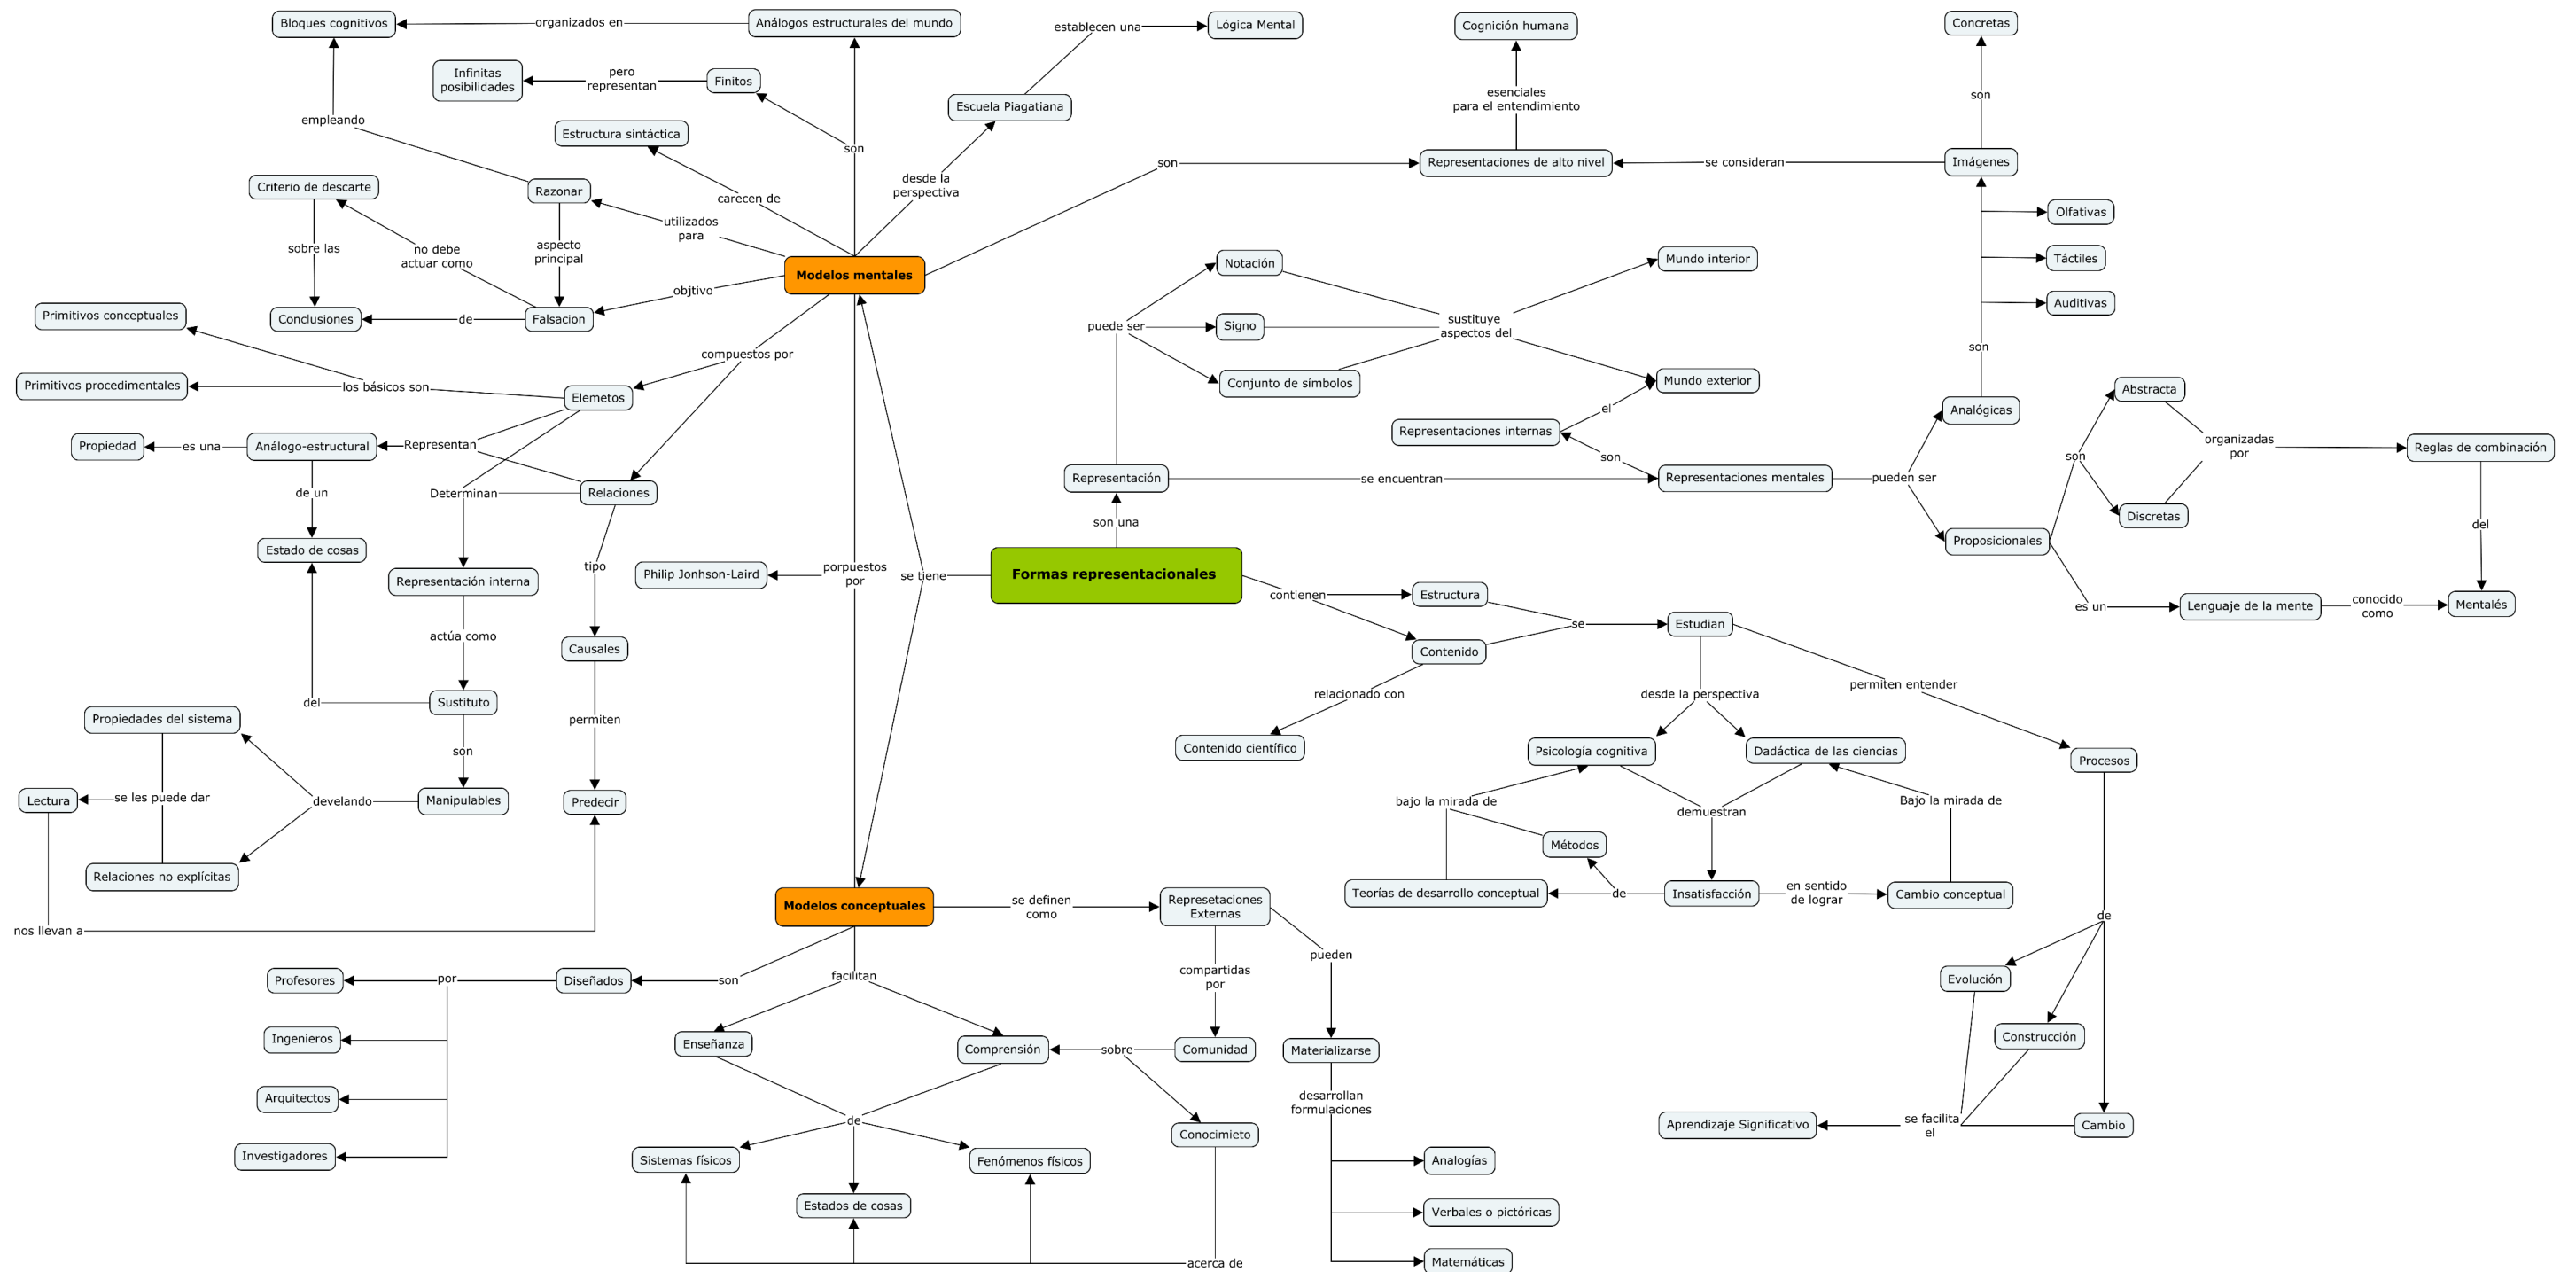 Bloques cognitivos
organizados en
Análogos estructurales del mundo
establecen una
Lógica Mental
Cognición humana
Concretas
Infinitas
posibilidades
pero
representan
Finitos
Escuela Piagatiana
esenciales
para el entendimiento
son
empleando
Estructura sintáctica
son
desde la
perspectiva
son
Representaciones de alto nivel
se consideran
Imágenes
Criterio de descarte
Razonar
carecen de
utilizados
para
Olfativas
sobre las
no debe
actuar como
aspecto
principal
Modelos mentales
Notación
Mundo interior
Táctiles
objtivo
Auditivas
Primitivos conceptuales
Conclusiones
de
Falsacion
puede ser
Signo
sustituye
aspectos del
son
compuestos por
Primitivos procedimentales
los básicos son
Elemetos
Conjunto de símbolos
Mundo exterior
Abstracta
el
Analógicas
Propiedad
es una
Análogo-estructural
Representan
Representaciones internas
organizadas
por
Reglas de combinación
son
son
de un
Determinan
Relaciones
Representación
se encuentran
Representaciones mentales
pueden ser
son una
Discretas
del
Estado de cosas
Proposicionales
Representación interna
tipo
Philip Jonhson-Laird
porpuestos
por
se tiene
Formas representacionales
contienen
Estructura
es un
Lenguaje de la mente
conocido
como
Mentalés
actúa como
se
Estudian
Causales
Contenido
del
Sustituto
relacionado con
desde la perspectiva
permiten entender
Propiedades del sistema
permiten
son
Contenido científico
Psicología cognitiva
Dadáctica de las ciencias
Procesos
Lectura
se les puede dar
develando
Manipulables
Predecir
bajo la mirada de
demuestran
Bajo la mirada de
Métodos
Relaciones no explícitas
Teorías de desarrollo conceptual
de
Insatisfacción
en sentido
de lograr
Cambio conceptual
Modelos conceptuales
se definen
como
Represetaciones
Externas
de
nos llevan a
pueden
Profesores
por
Diseñados
son
facilitan
compartidas
por
Evolución
Ingenieros
Enseñanza
Comprensión
sobre
Comunidad
Materializarse
Construcción
Arquitectos
desarrollan
formulaciones
de
Conocimieto
Aprendizaje Significativo
se facilita
el
Cambio
Investigadores
Sistemas físicos
Fenómenos físicos
Analogías
Estados de cosas
Verbales o pictóricas
acerca de
Matemáticas